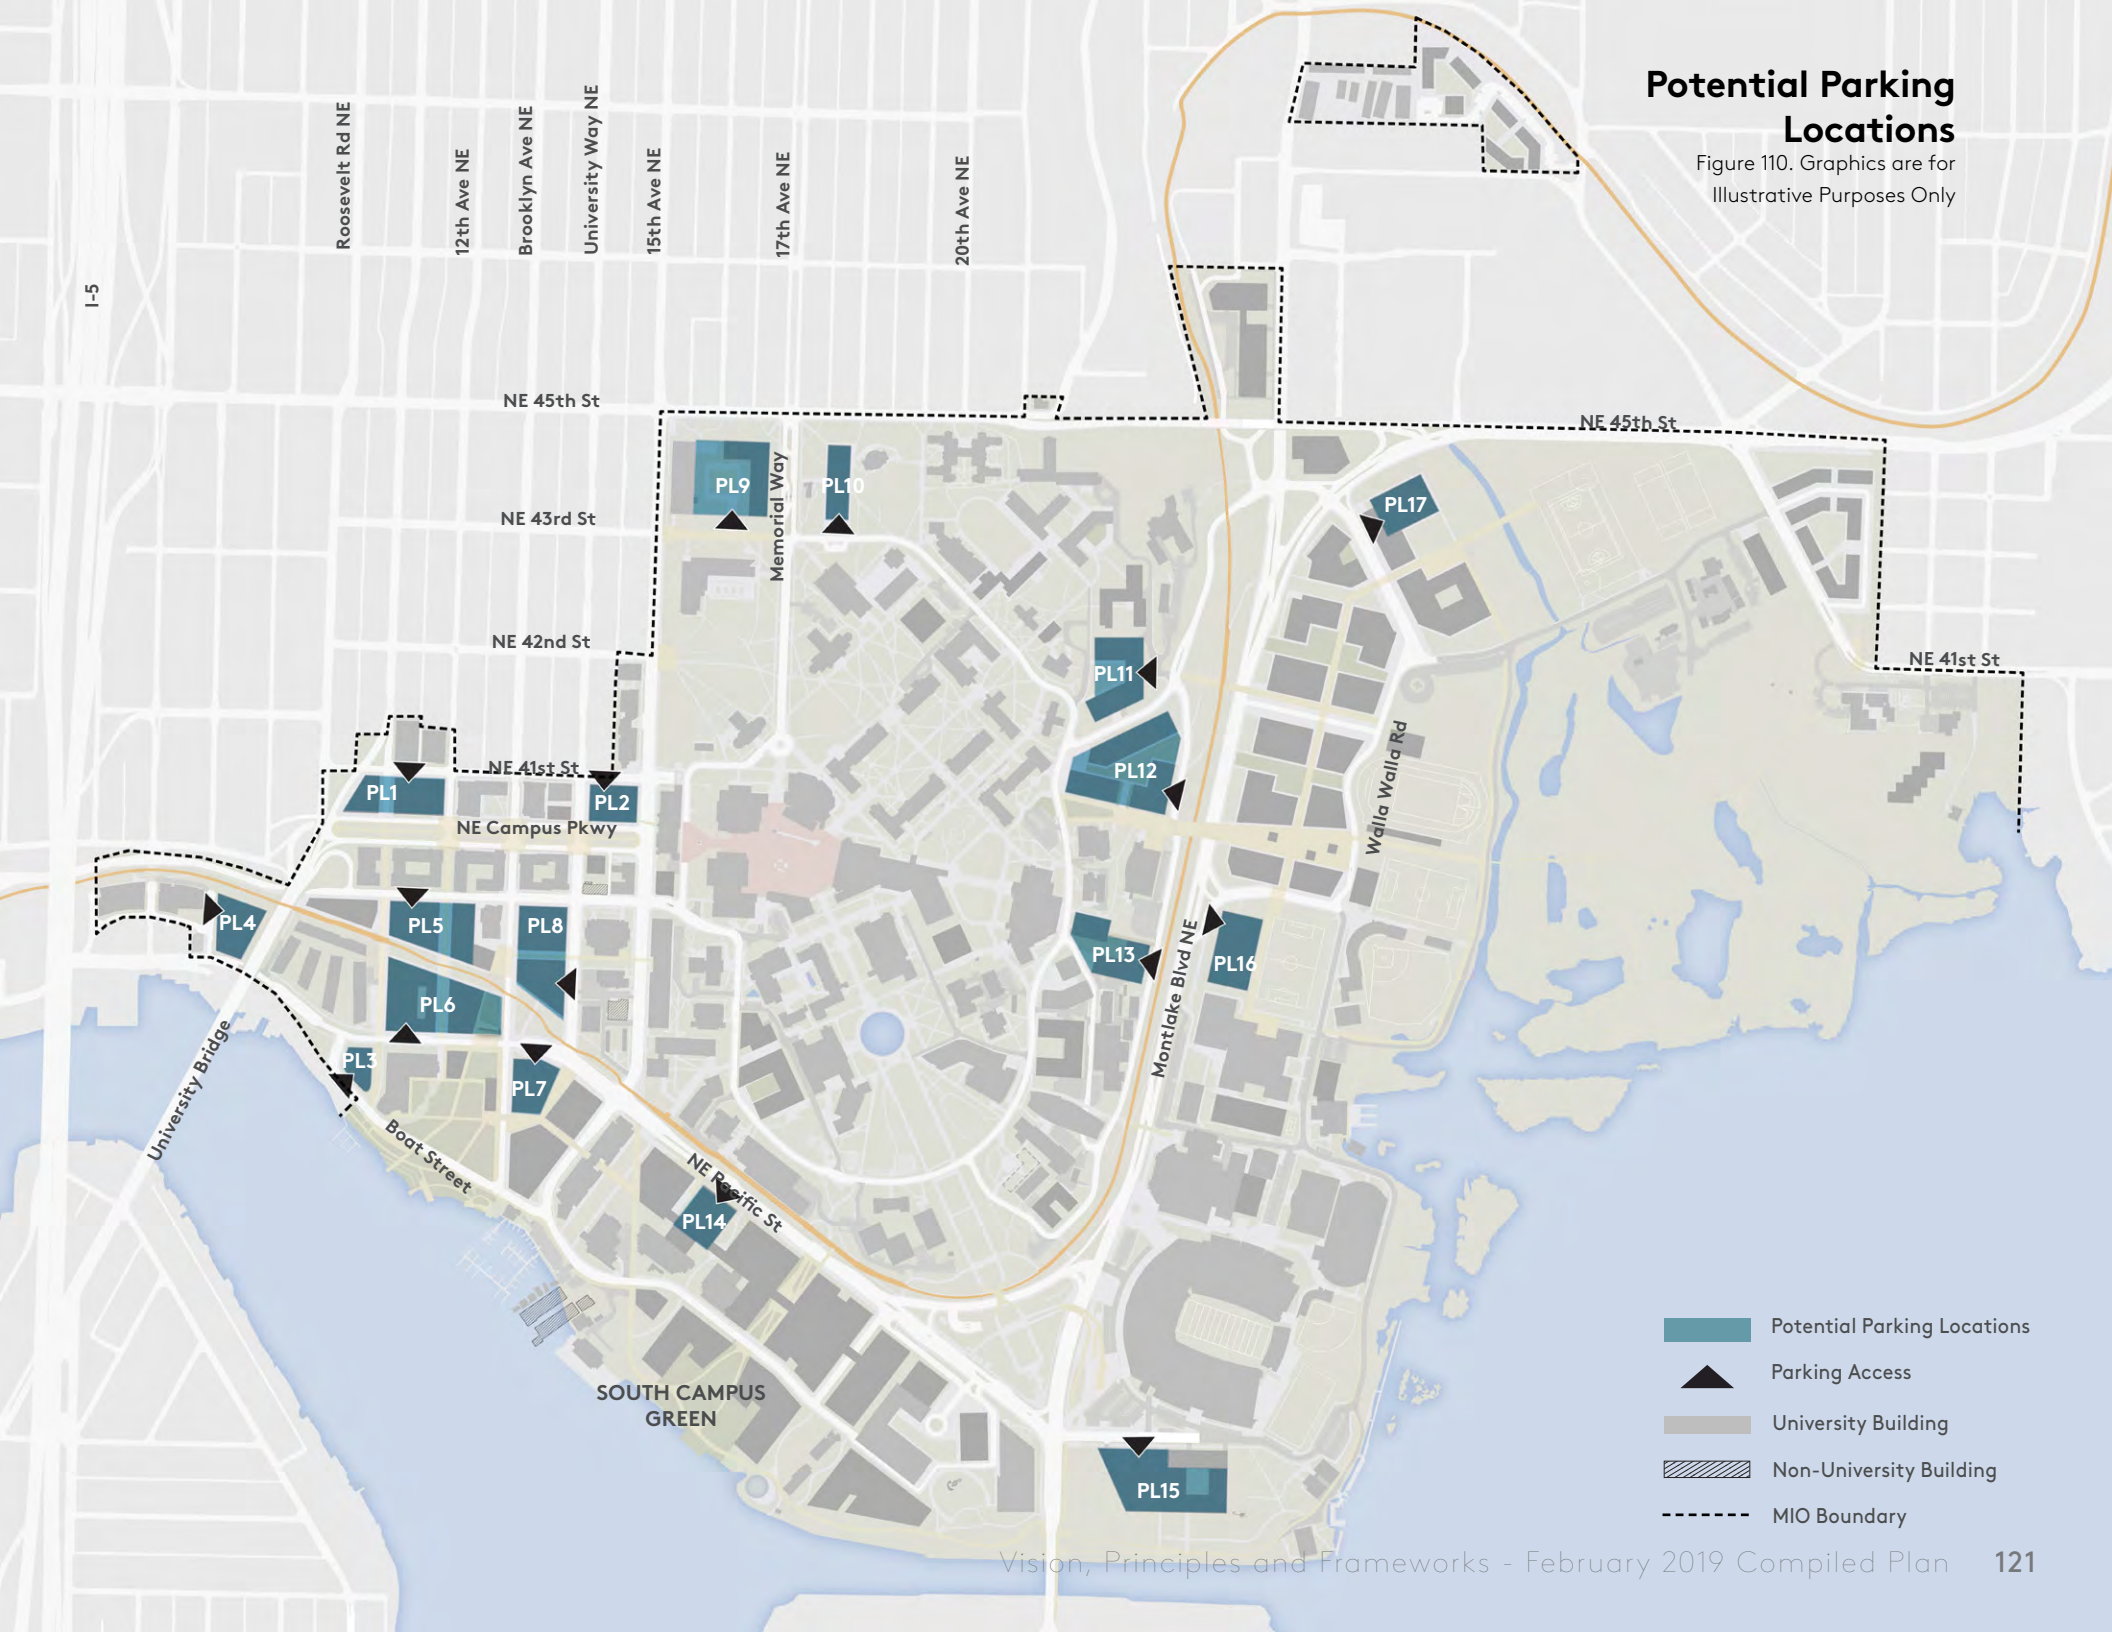 Potential Parking
Locations
Figure 110. Graphics are for
Illustrative Purposes Only
Roosevelt Rd NE
12th Ave NE
Brooklyn Ave NE
University Way NE
15th Ave NE
17th Ave NE
20th Ave NE
I-5
NE 45th St
NE 45th St
PL9
Memorial Way
PL10
PL17
NE 43rd St
NE 42nd St
NE 41st St
PL11
PL12
Walla Walla Rd
NE 41st St
PL1
PL2
NE Campus Pkwy
PL4
PL5
PL8
PL13
Montlake Blvd NE
PL16
PL6
University Bridge
PL3
PL7
Boat Street
NE Pacific St
PL14
SOUTH CAMPUS
GREEN
PL15
Potential Parking Locations
Parking Access
University Building
Non-University Building
MIO Boundary
Vision, Principles and Frameworks - February 2019 Compiled Plan 121